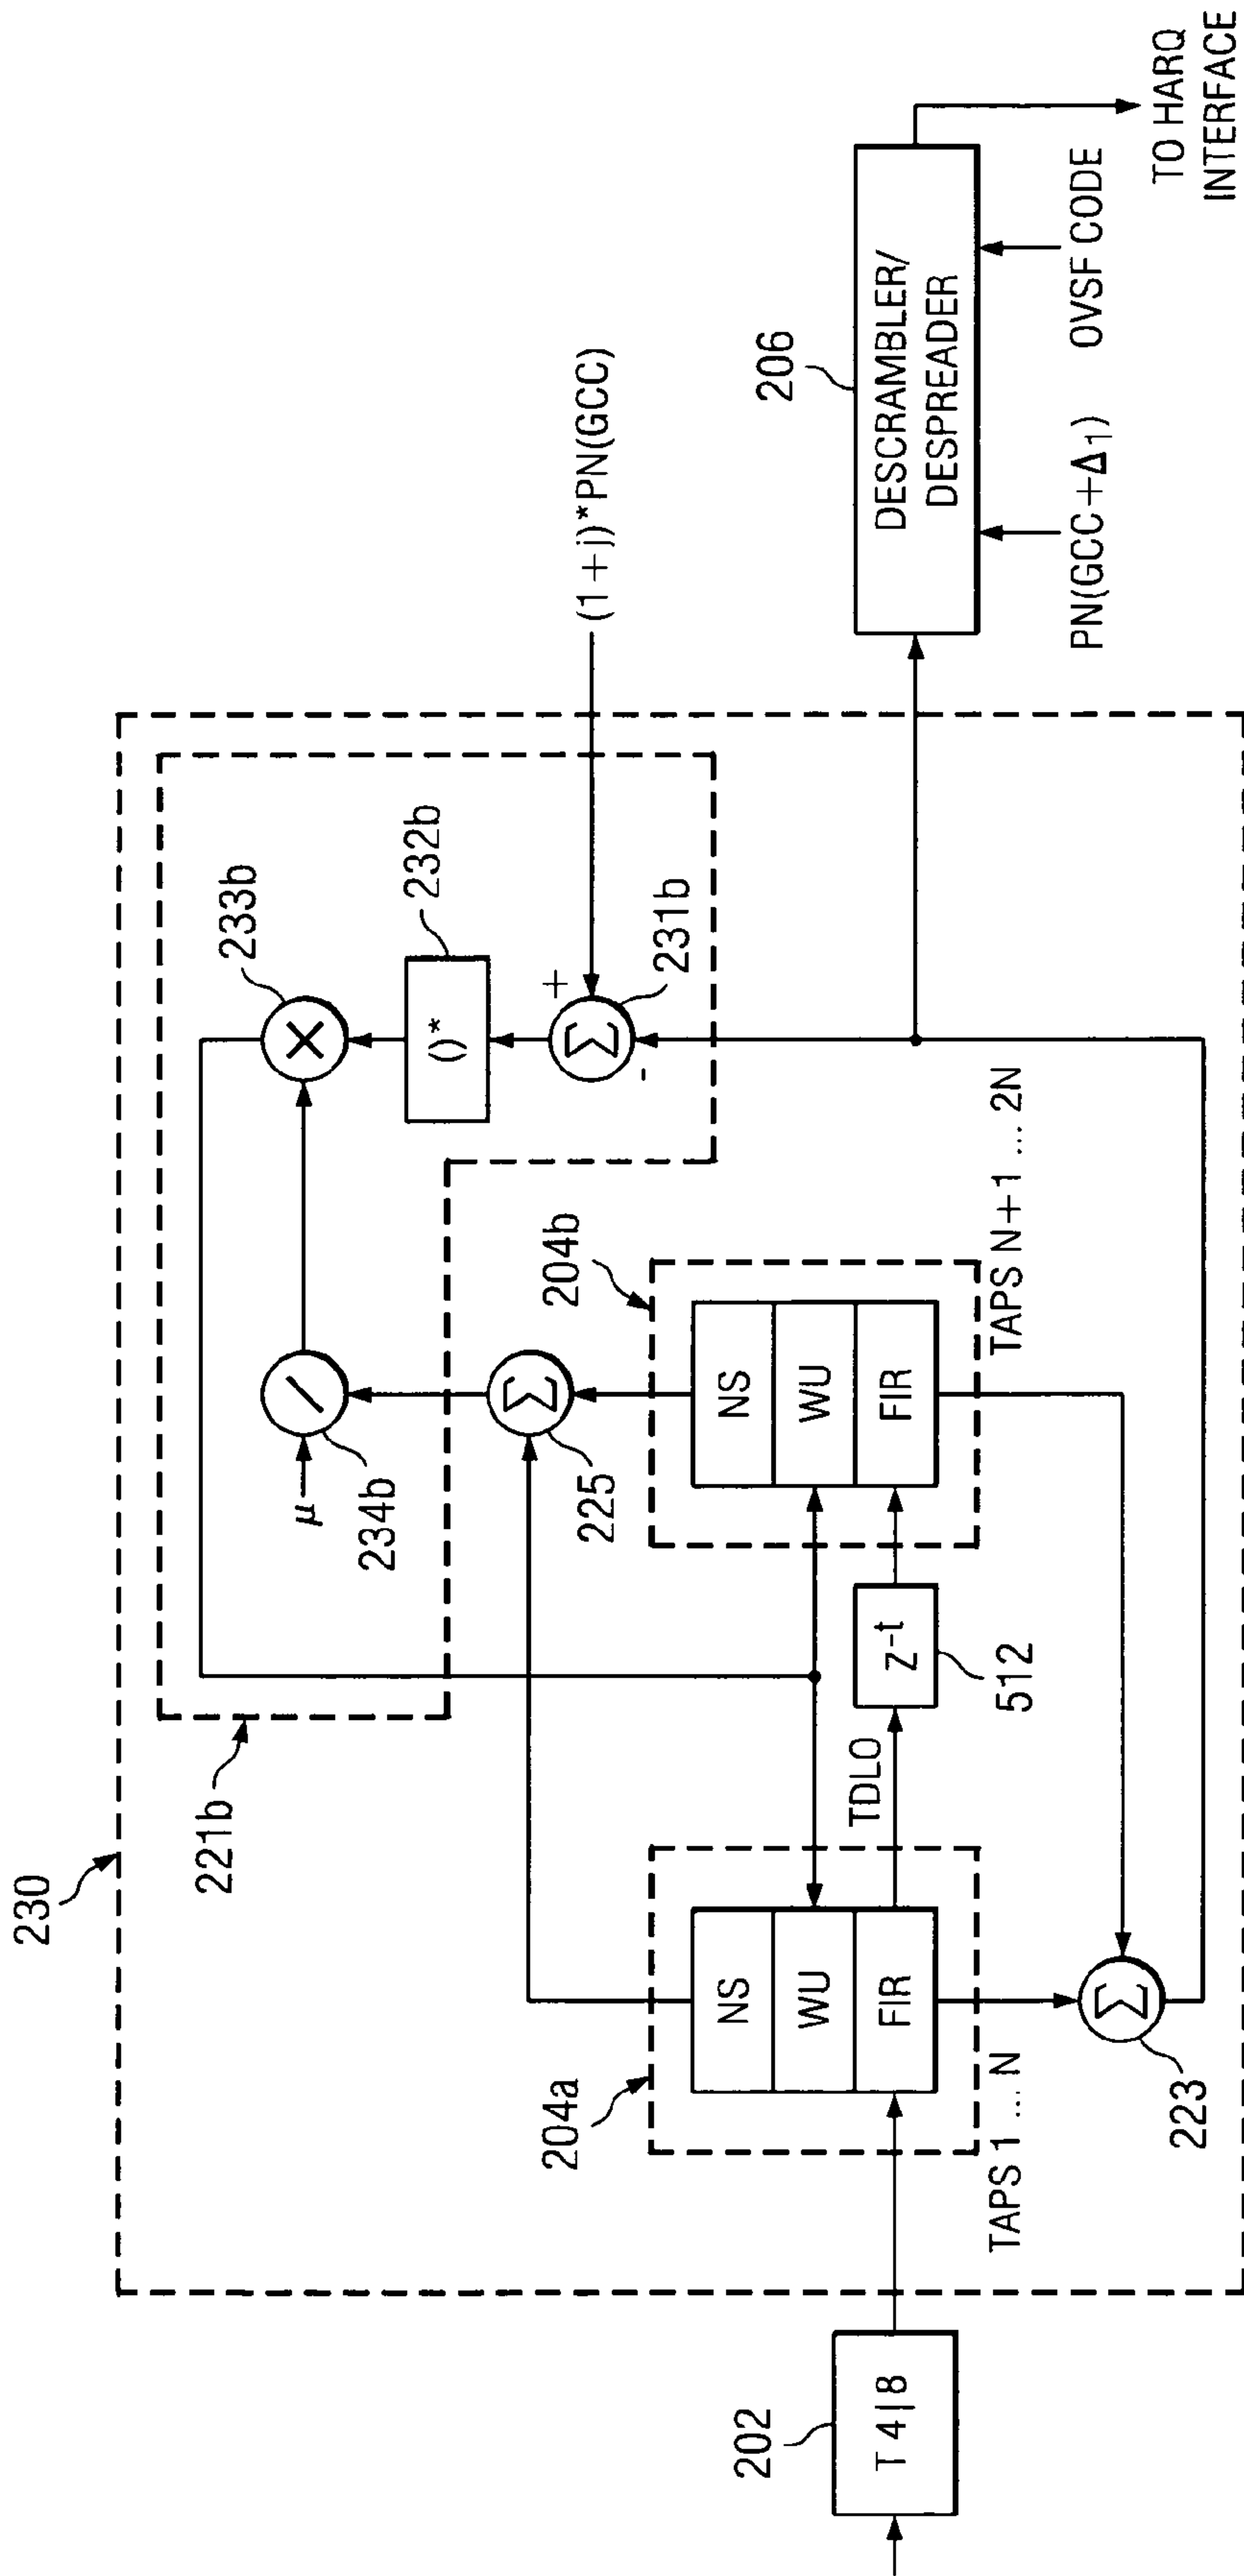 230
221b
233b
232b
231b
234b
μ
()*
+
-
(1+j)*PN(GCC)
×
/
Σ
Σ
225
204a
204b
NS
WU
FIR
NS
WU
FIR
TDLO
z-t
512
TAPS 1 ... N
TAPS N+1 ... 2N
Σ
223
202
T 4|8
206
DESCRAMBLER/
DESPREADER
PN(GCC+Δ1)
OVSF CODE
TO HARQ
INTERFACE